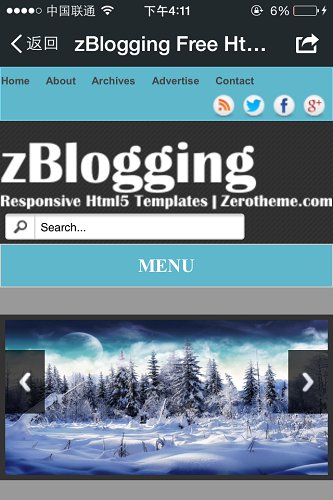 中国联通 下午4:11 6%
返回 zBlogging Free Ht...
Home About Archives Advertise Contact
zBlogging
Responsive Html5 Templates | Zerotheme.com
Search...
MENU